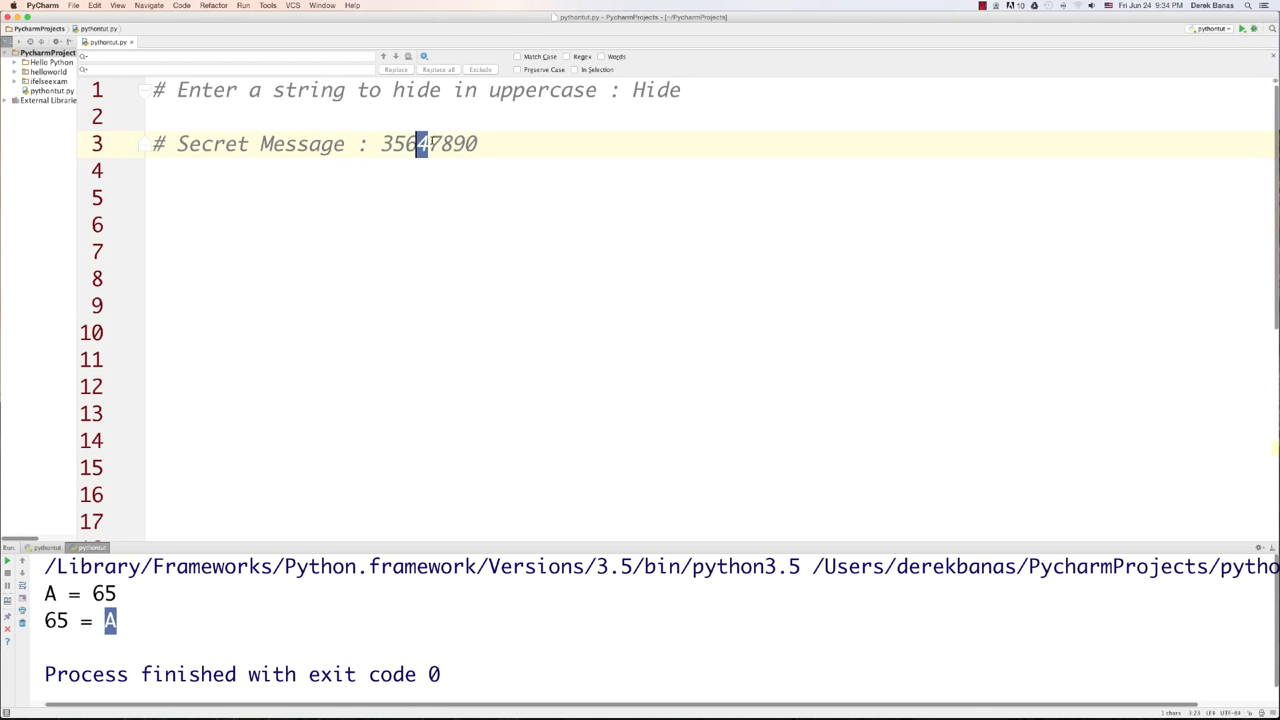 PyCharm File Edit View Navigate Code Refactor Run Tools VCS Window Help 10 Fri Jun 24 9:34 PM Derek Banas
pythontut.py - PycharmProjects - [~/PycharmProjects]
PycharmProjects pythontut.py pythontut
pythontut.py ×
PycharmProject
Hello Python
helloworld
ifelseexam
pythontut.py
External Librarie
Match Case Regex Words
Replace Replace all Exclude Preserve Case In Selection
1 # Enter a string to hide in uppercase : Hide
2
3 # Secret Message : 35647890
4
5
6
7
8
9
10
11
12
13
14
15
16
17
Run: pythontut pythontut
/Library/Frameworks/Python.framework/Versions/3.5/bin/python3.5 /Users/derekbanas/PycharmProjects/pytho
A = 65
65 = A
Process finished with exit code 0
1 chars 3:23 LF UTF-8